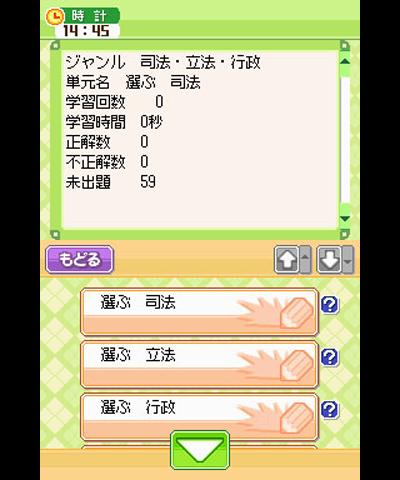 時計
14:45
ジャンル 司法・立法・行政
単元名 選ぶ 司法
学習回数 0
学習時間 0秒
正解数 0
不正解数 0
未出題 59
もどる
選ぶ 司法
?
選ぶ 立法
?
選ぶ 行政
?